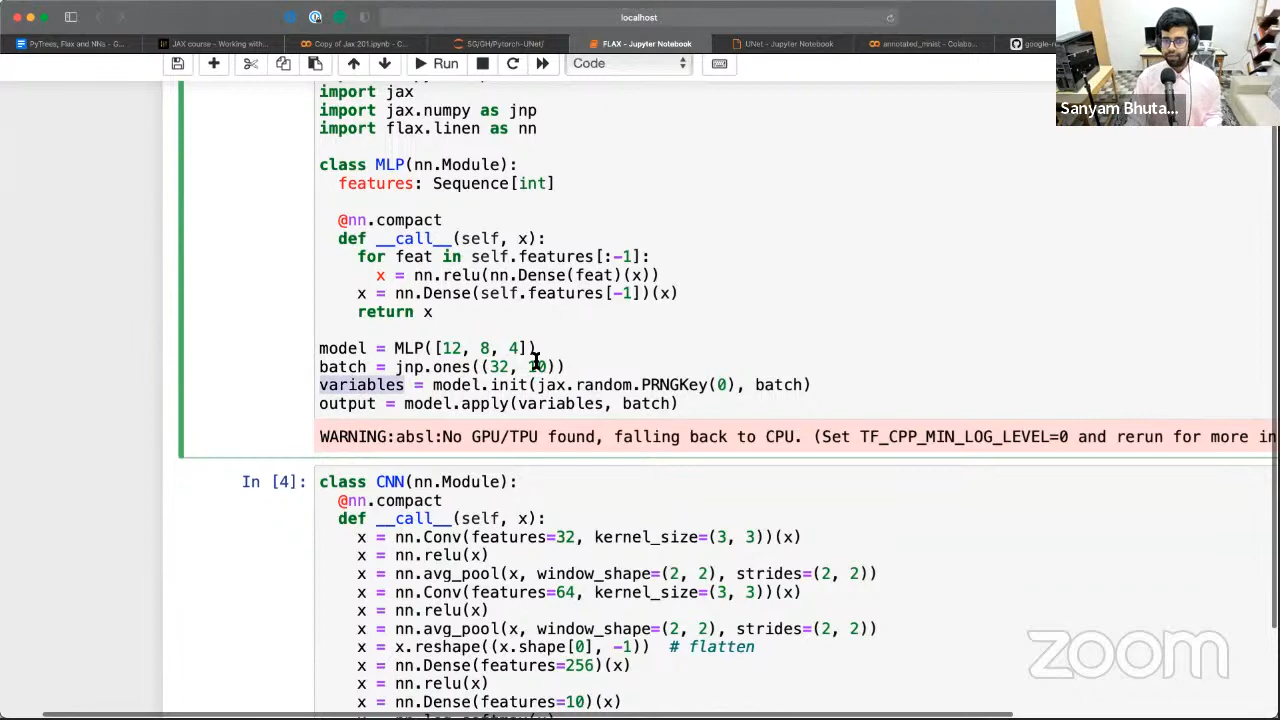 localhost
PyTrees, Flax and NNs - G...
JAX course - Working with...
Copy of Jax 201.ipynb - C...
SG/GH/Pytorch-UNet/
FLAX - Jupyter Notebook
UNet - Jupyter Notebook
annotated_mnist - Colabo...
google-r
Run
Code
Sanyam Bhuta...
import jax
import jax.numpy as jnp
import flax.linen as nn
class MLP(nn.Module):
features: Sequence[int]
@nn.compact
def __call__(self, x):
for feat in self.features[:-1]:
x = nn.relu(nn.Dense(feat)(x))
x = nn.Dense(self.features[-1])(x)
return x
model = MLP([12, 8, 4])
batch = jnp.ones((32, 10))
variables = model.init(jax.random.PRNGKey(0), batch)
output = model.apply(variables, batch)
WARNING:absl:No GPU/TPU found, falling back to CPU. (Set TF_CPP_MIN_LOG_LEVEL=0 and rerun for more in
In [4]:
class CNN(nn.Module):
@nn.compact
def __call__(self, x):
x = nn.Conv(features=32, kernel_size=(3, 3))(x)
x = nn.relu(x)
x = nn.avg_pool(x, window_shape=(2, 2), strides=(2, 2))
x = nn.Conv(features=64, kernel_size=(3, 3))(x)
x = nn.relu(x)
x = nn.avg_pool(x, window_shape=(2, 2), strides=(2, 2))
x = x.reshape((x.shape[0], -1)) # flatten
x = nn.Dense(features=256)(x)
x = nn.relu(x)
x = nn.Dense(features=10)(x)
zoom